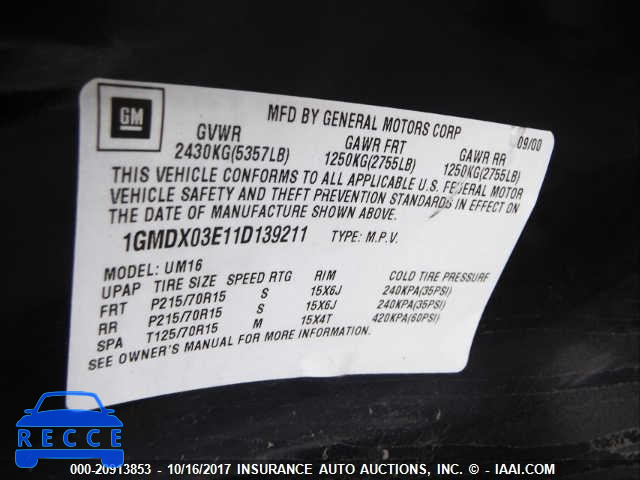 GM
MFD BY GENERAL MOTORS CORP
09/00
GVWR GAWR FRT GAWR RR
2430KG(5357LB) 1250KG(2755LB) 1250KG(2755LB)
THIS VEHICLE CONFORMS TO ALL APPLICABLE U.S. FEDERAL MOTOR
VEHICLE SAFETY AND THEFT PREVENTION STANDARDS IN EFFECT ON
THE DATE OF MANUFACTURE SHOWN ABOVE.
1GMDX03E11D139211 TYPE: M.P.V.
MODEL: UM16
UPAP TIRE SIZE SPEED RTG RIM COLD TIRE PRESSURE
FRT P215/70R15 S 15X6J 240KPA(35PSI)
RR P215/70R15 S 15X6J 240KPA(35PSI)
SPA T125/70R15 M 15X4T 420KPA(60PSI)
SEE OWNER'S MANUAL FOR MORE INFORMATION.
RECCE
000-20913853 - 10/16/2017 INSURANCE AUTO AUCTIONS, INC. - IAAI.COM